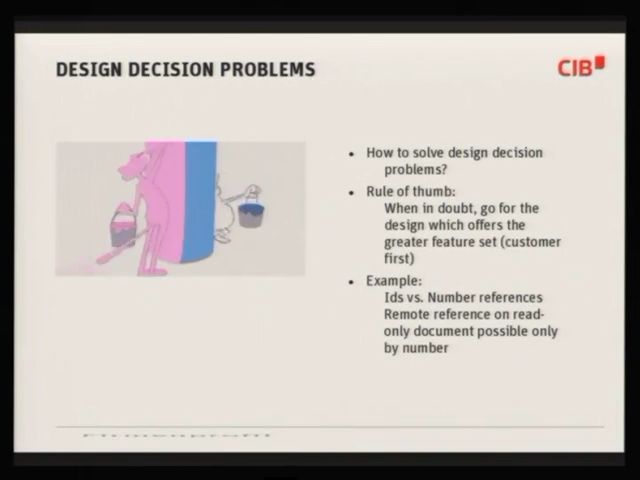 DESIGN DECISION PROBLEMS
CIB
• How to solve design decision
problems?
• Rule of thumb:
When in doubt, go for the
design which offers the
greater feature set (customer
first)
• Example:
Ids vs. Number references
Remote reference on read-
only document possible only
by number